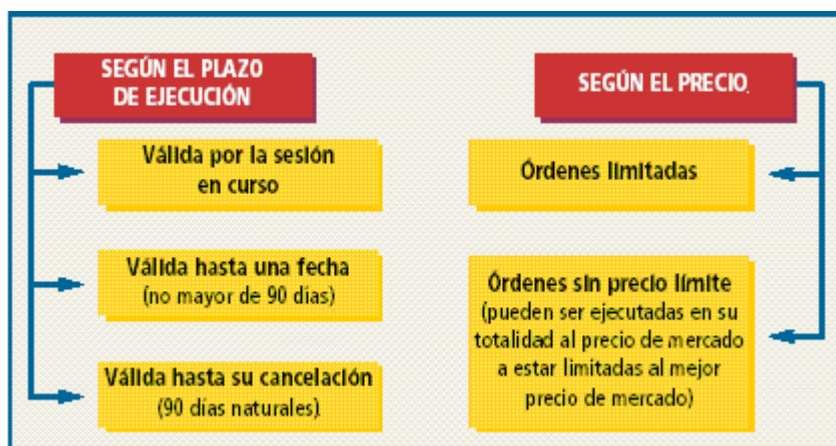 SEGÚN EL PLAZO
DE EJECUCIÓN
Válida por la sesión
en curso
Válida hasta una fecha
(no mayor de 90 días)
Válida hasta su cancelación
(90 días naturales).
SEGÚN EL PRECIO.
Órdenes limitadas
Órdenes sin precio límite
(pueden ser ejecutadas en su
totalidad al precio de mercado
a estar limitadas al mejor
precio de mercado)